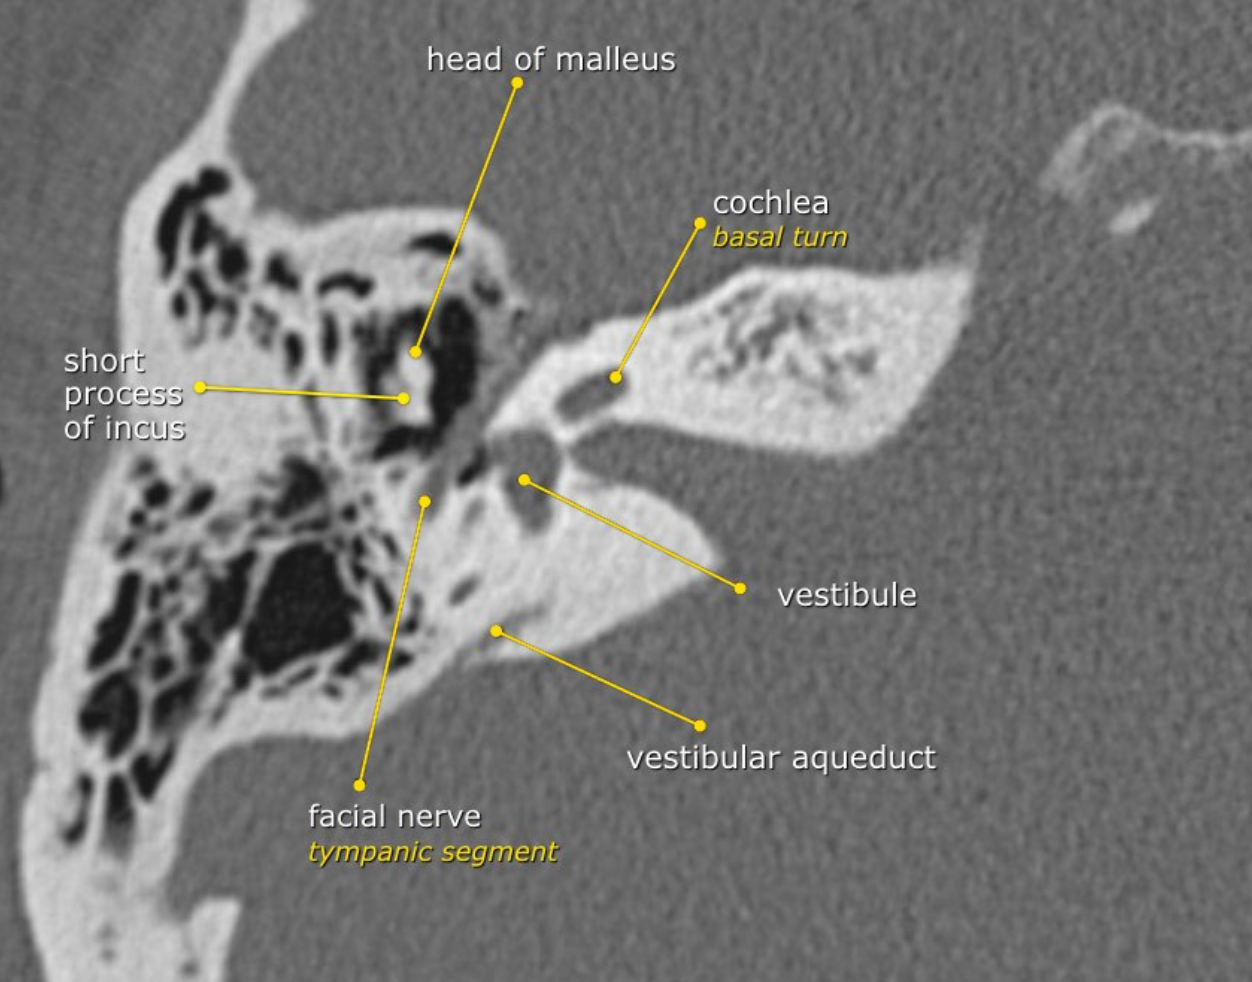 head of malleus
cochlea
basal turn
short
process
of incus
vestibule
vestibular aqueduct
facial nerve
tympanic segment